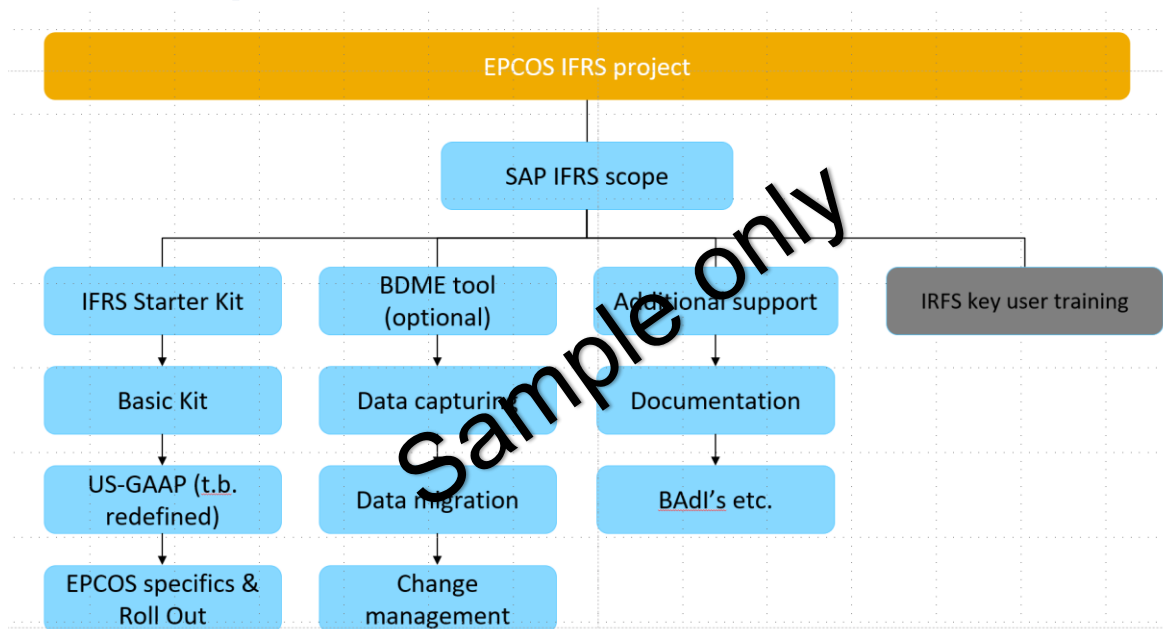 EPCOS IFRS project
SAP IFRS scope
IFRS Starter Kit
BDME tool
(optional)
Additional support
IRFS key user training
Basic Kit
Data capturing
Documentation
US-GAAP (t.b.
redefined)
Data migration
BAdI’s etc.
EPCOS specifics &
Roll Out
Change
management
Sample only